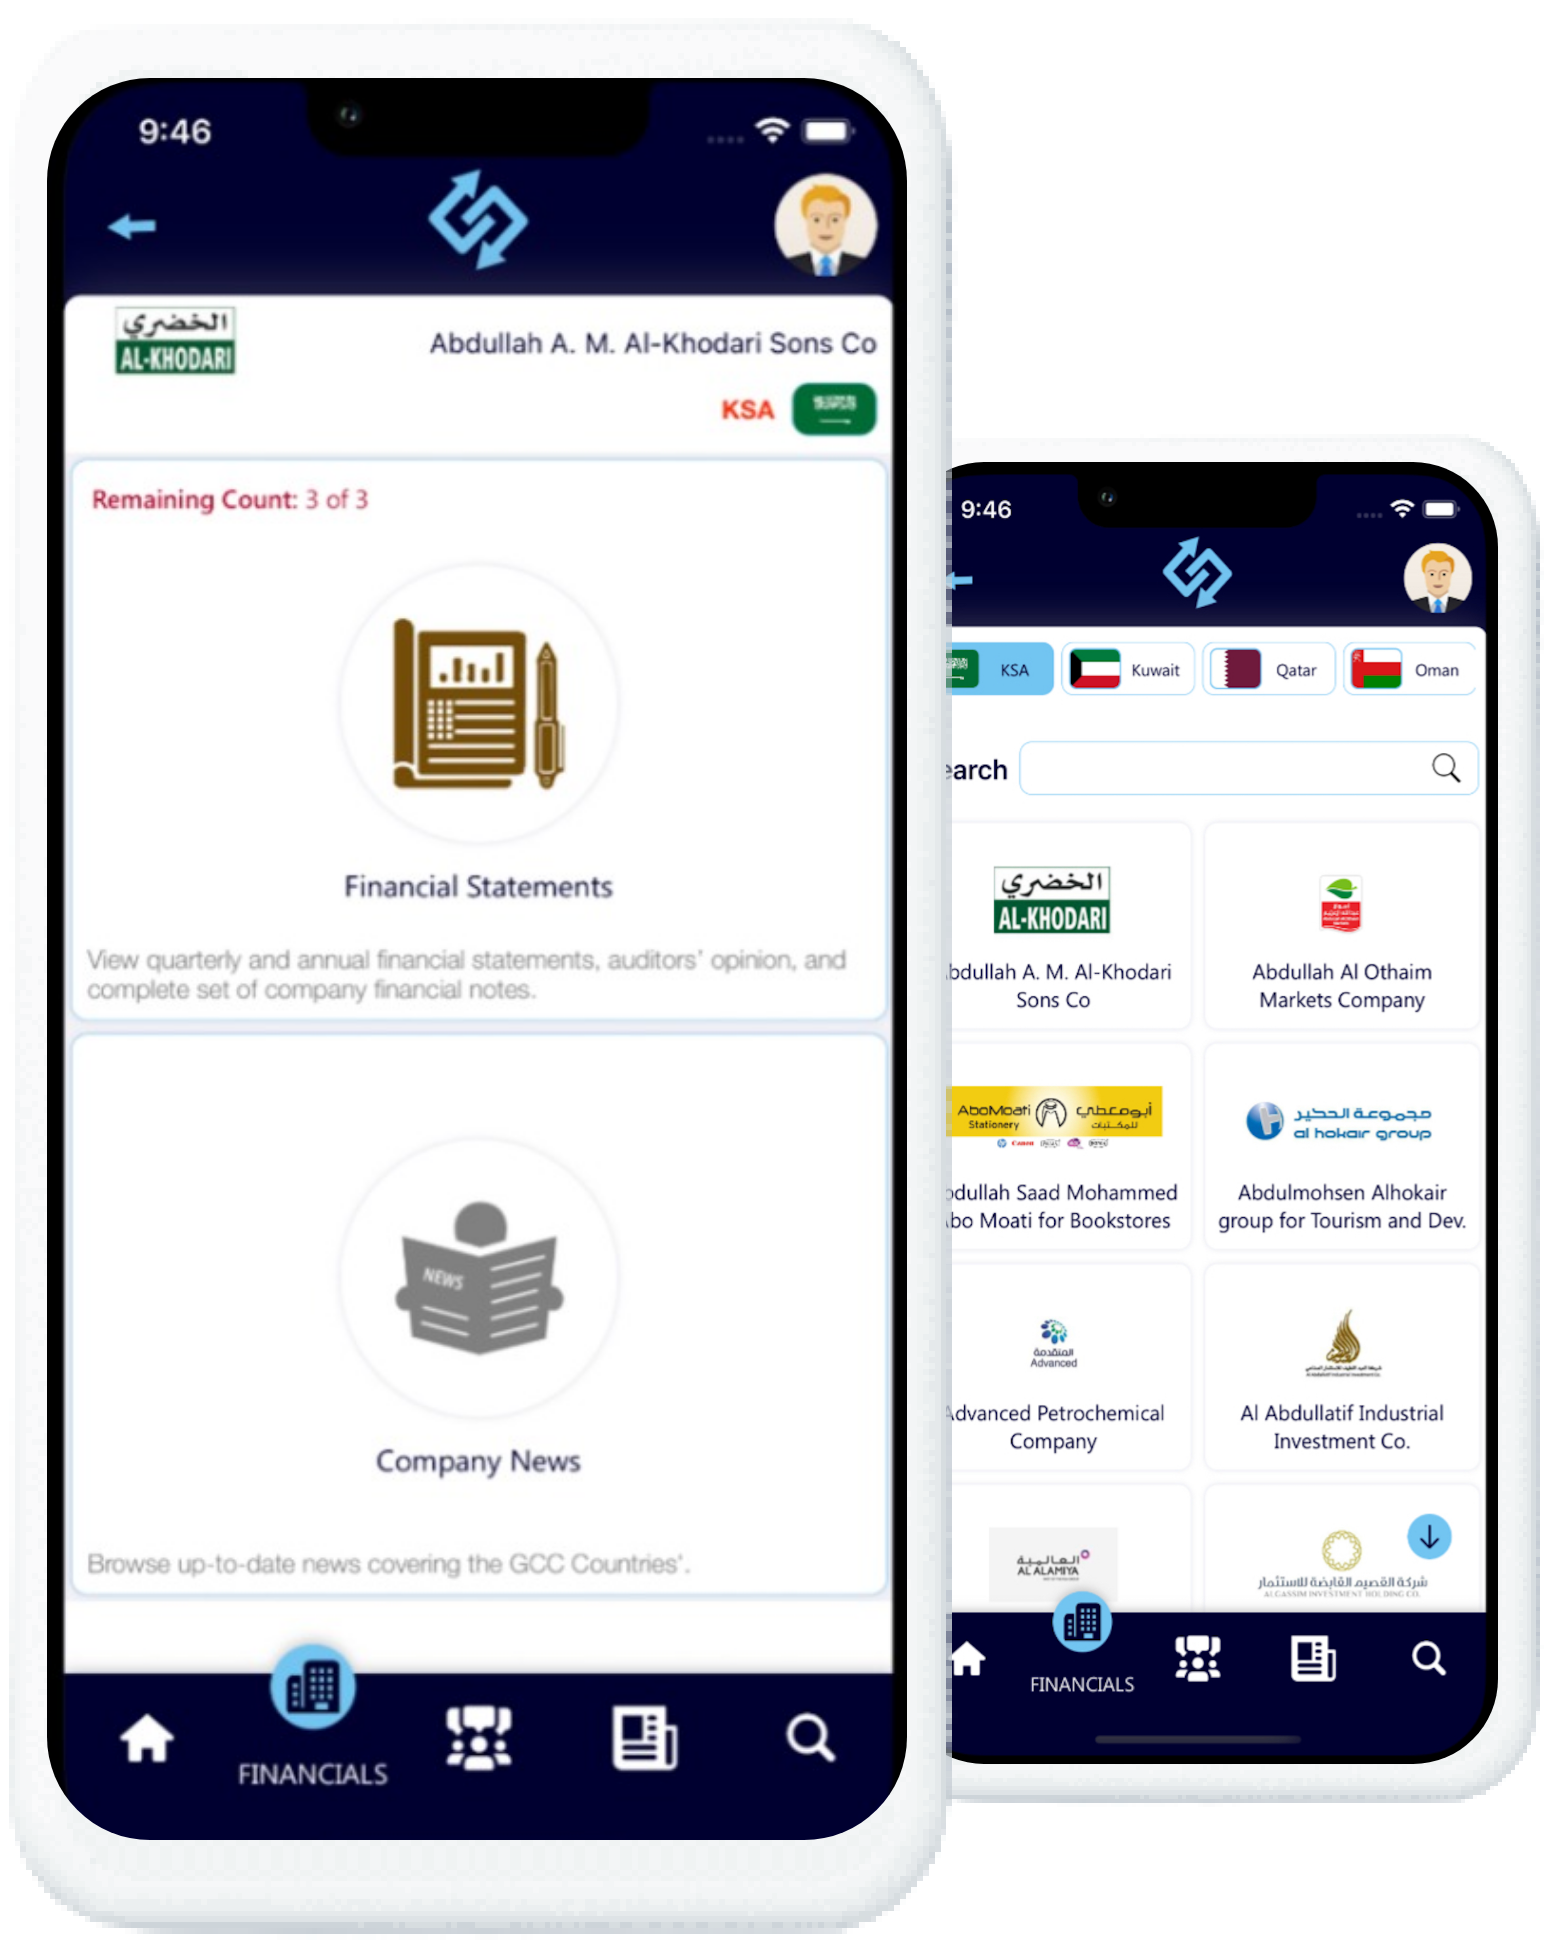 9:46
الخضري
AL-KHODARI
Abdullah A. M. Al-Khodari Sons Co
KSA
Remaining Count: 3 of 3
Financial Statements
View quarterly and annual financial statements, auditors' opinion, and
complete set of company financial notes.
NEWS
Company News
Browse up-to-date news covering the GCC Countries'.
FINANCIALS
9:46
KSA
Kuwait
Qatar
Oman
earch
الخضري
AL-KHODARI
bdullah A. M. Al-Khodari
Sons Co
Abdullah Al Othaim
Markets Company
AboMoati
Stationery
أبومعطي
للمكتبات
Canon
odullah Saad Mohammed
bo Moati for Bookstores
مجموعة الحكير
al hokair group
Abdulmohsen Alhokair
group for Tourism and Dev.
المتقدمة
Advanced
Advanced Petrochemical
Company
Al Abdullatif Industrial
Investment Co.
العالمية
AL ALAMIYA
شركة القصيم القابضة للاستثمار
ALGASSIM INVESTMENT HOLDING CO.
FINANCIALS